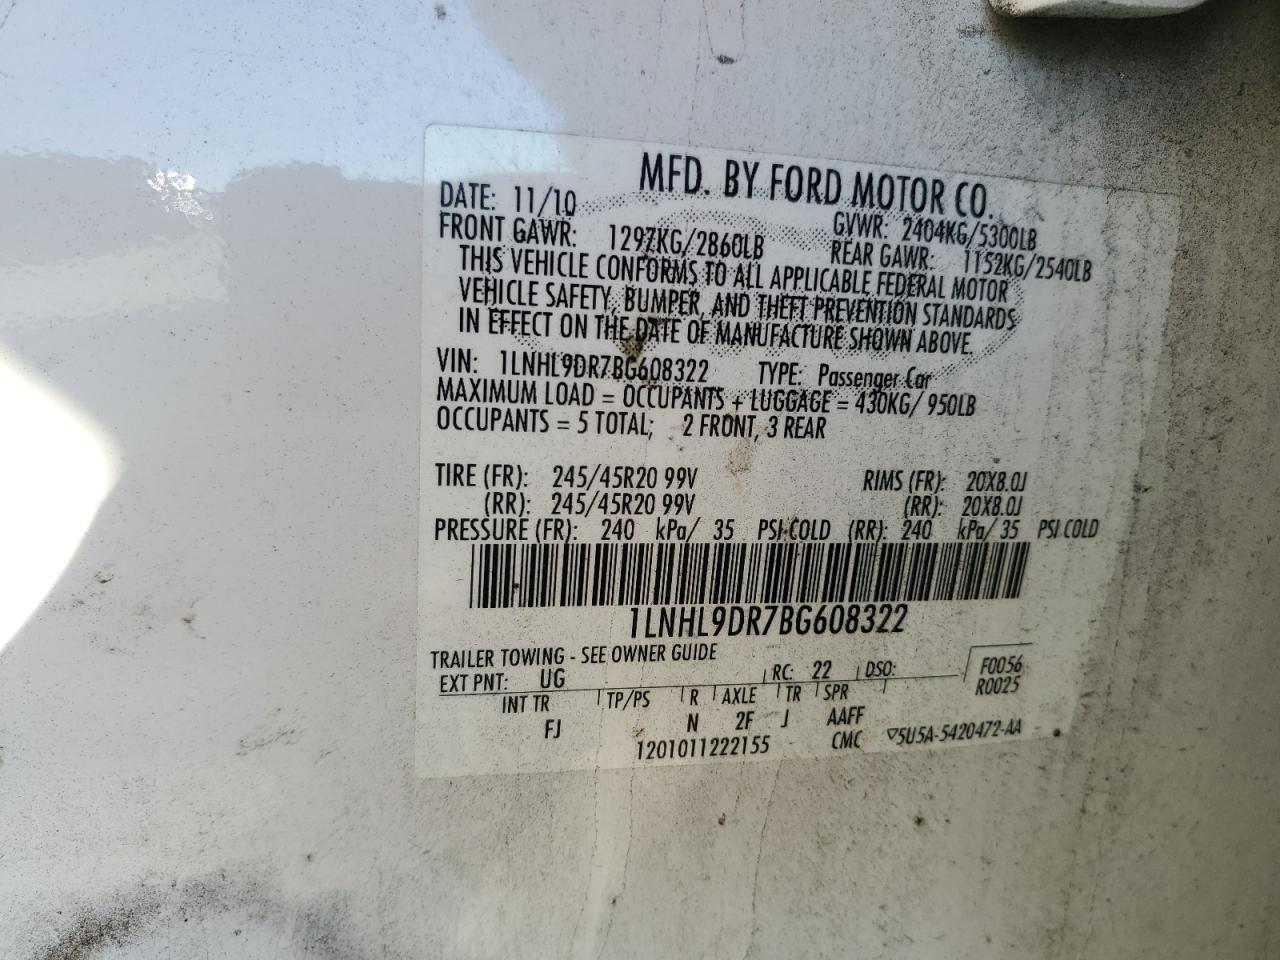 MFD. BY FORD MOTOR CO.
DATE: 11/10 GVWR: 2404KG/5300LB
FRONT GAWR: 1297KG/2860LB REAR GAWR: 1152KG/2540LB
THIS VEHICLE CONFORMS TO ALL APPLICABLE FEDERAL MOTOR
VEHICLE SAFETY, BUMPER, AND THEFT PREVENTION STANDARDS
IN EFFECT ON THE DATE OF MANUFACTURE SHOWN ABOVE.
VIN: 1LNHL9DR7BG608322 TYPE: Passenger Car
MAXIMUM LOAD = OCCUPANTS + LUGGAGE = 430KG/ 950LB
OCCUPANTS = 5 TOTAL; 2 FRONT, 3 REAR
TIRE (FR): 245/45R20 99V RIMS (FR): 20X8.0J
(RR): 245/45R20 99V (RR): 20X8.0J
PRESSURE (FR): 240 kPa/ 35 PSI COLD (RR): 240 kPa/ 35 PSI COLD
1LNHL9DR7BG608322
TRAILER TOWING - SEE OWNER GUIDE
EXT PNT: UG RC: 22 DSO: F0056
R0025
INT TR TP/PS R AXLE TR SPR
FJ N 2F J AAFF
1201011222155 CMC ▽5U5A-5420472-AA